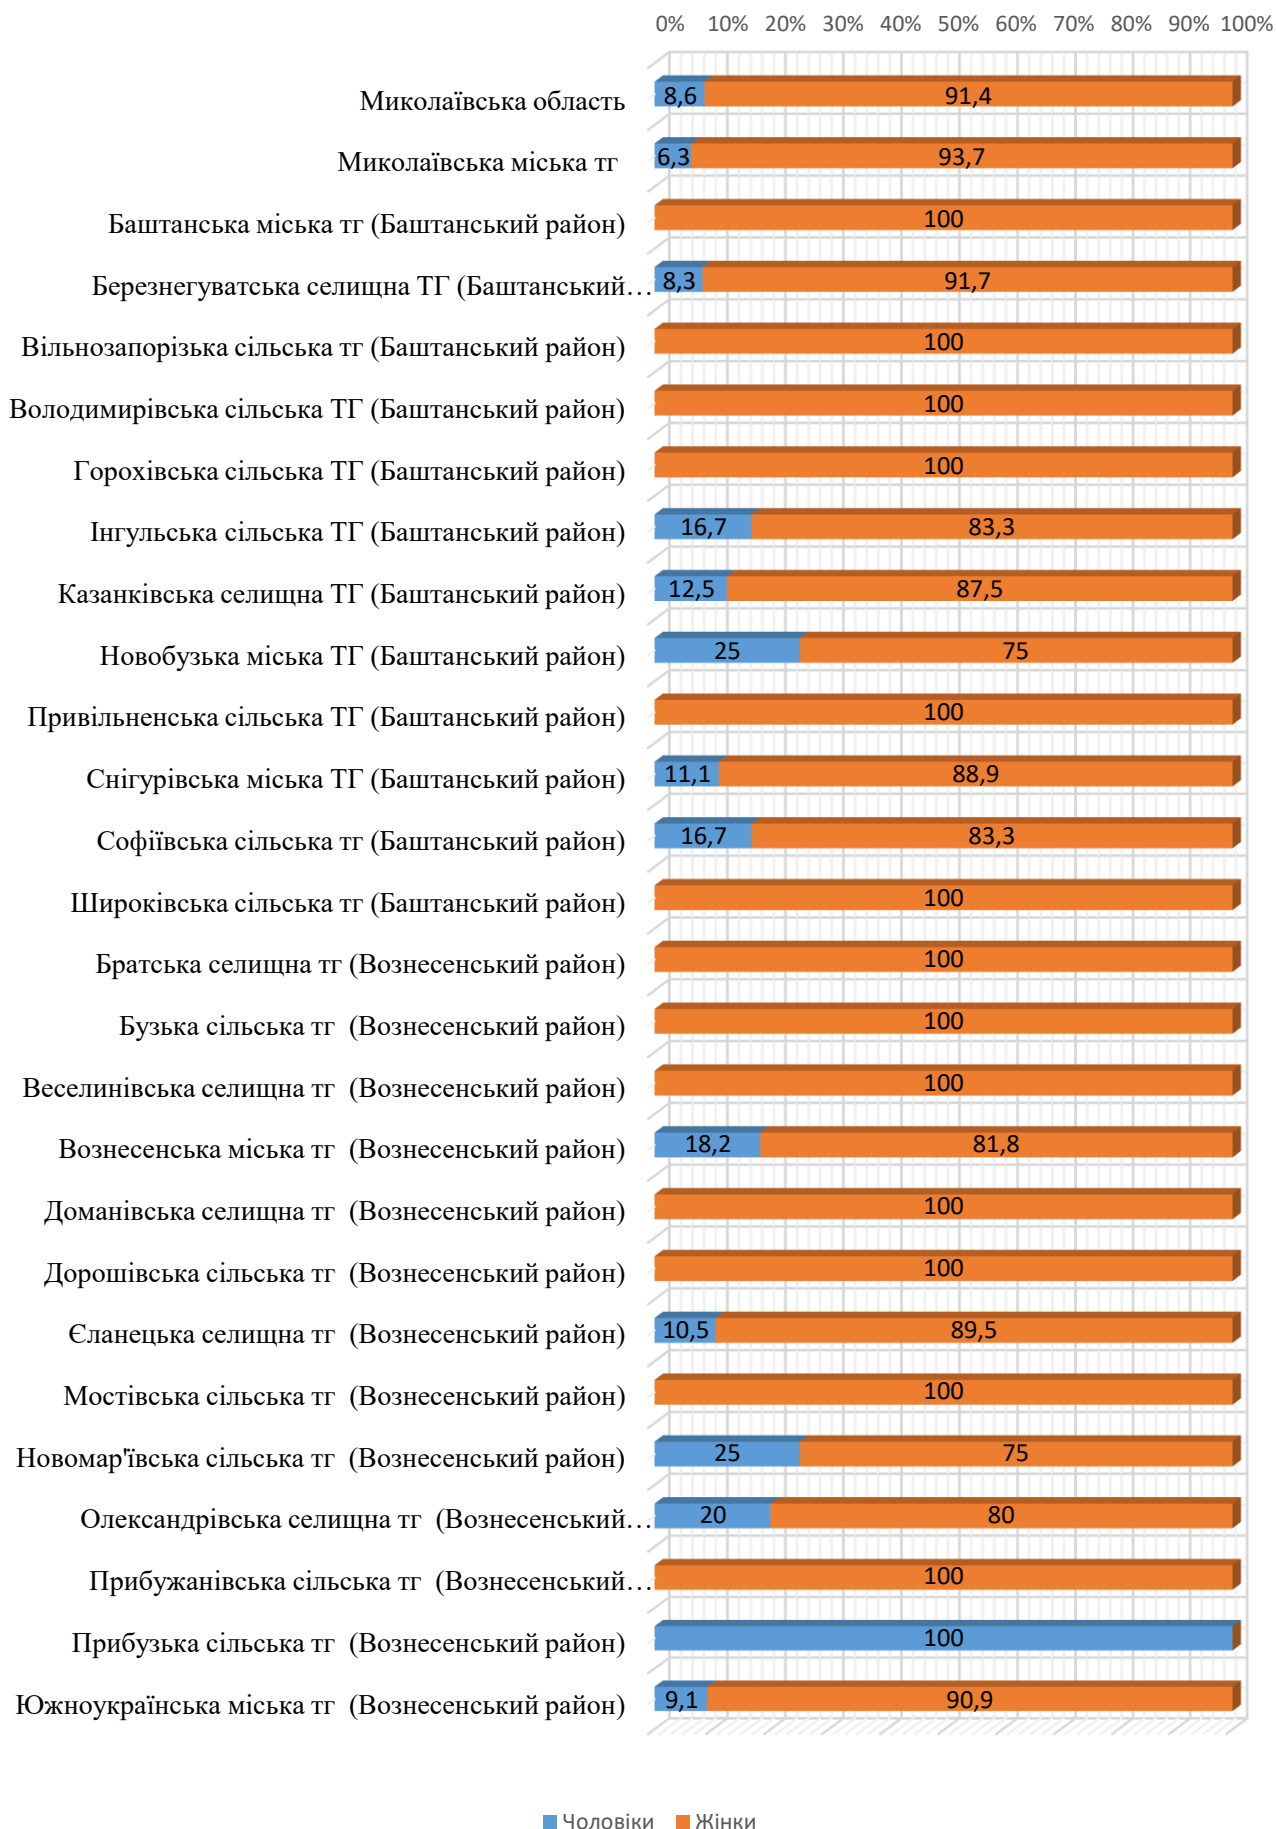 0% 10% 20% 30% 40% 50% 60% 70% 80% 90% 100%
Миколаївська область 8,6 91,4
Миколаївська міська тг 6,3 93,7
Баштанська міська тг (Баштанський район) 100
Березнегуватська селищна ТГ (Баштанський… 8,3 91,7
Вільнозапорізька сільська тг (Баштанський район) 100
Володимирівська сільська ТГ (Баштанський район) 100
Горохівська сільська ТГ (Баштанський район) 100
Інгульська сільська ТГ (Баштанський район) 16,7 83,3
Казанківська селищна ТГ (Баштанський район) 12,5 87,5
Новобузька міська ТГ (Баштанський район) 25 75
Привільненська сільська ТГ (Баштанський район) 100
Снігурівська міська ТГ (Баштанський район) 11,1 88,9
Софіївська сільська тг (Баштанський район) 16,7 83,3
Широківська сільська тг (Баштанський район) 100
Братська селищна тг (Вознесенський район) 100
Бузька сільська тг (Вознесенський район) 100
Веселинівська селищна тг (Вознесенський район) 100
Вознесенська міська тг (Вознесенський район) 18,2 81,8
Доманівська селищна тг (Вознесенський район) 100
Дорошівська сільська тг (Вознесенський район) 100
Єланецька селищна тг (Вознесенський район) 10,5 89,5
Мостівська сільська тг (Вознесенський район) 100
Новомар'ївська сільська тг (Вознесенський район) 25 75
Олександрівська селищна тг (Вознесенський… 20 80
Прибужанівська сільська тг (Вознесенський… 100
Прибузька сільська тг (Вознесенський район) 100
Южноукраїнська міська тг (Вознесенський район) 9,1 90,9
Чоловіки Жінки